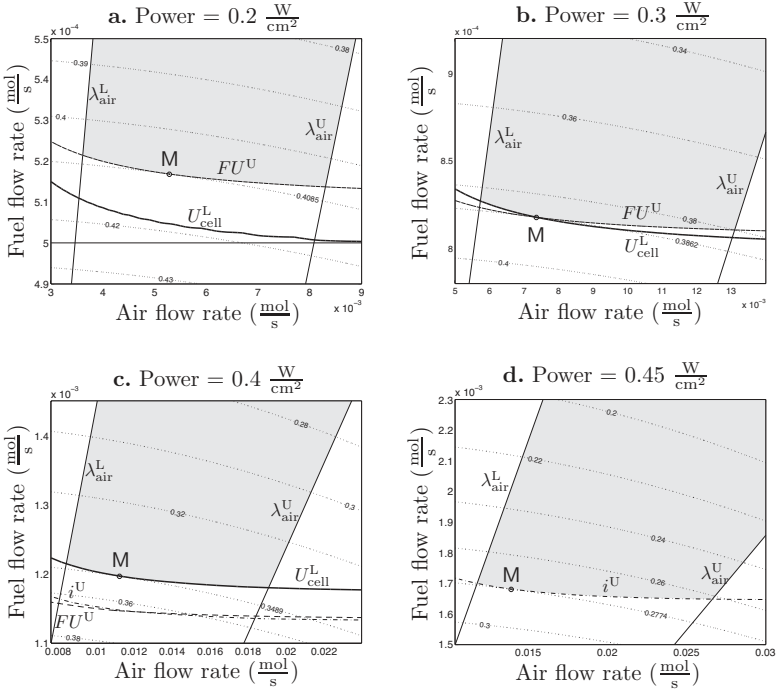 a. Power = 0.2 W/cm²
x 10⁻⁴
5.5
5.4
5.3
5.2
5.1
5
4.9
Fuel flow rate (mol/s)
0.38
0.39
λ_air^L
0.4
λ_air^U
M
FU^U
0.4085
U_cell^L
0.42
0.43
3
4
5
6
7
8
9
x 10⁻³
Air flow rate (mol/s)
b. Power = 0.3 W/cm²
x 10⁻⁴
9
8.5
8
Fuel flow rate (mol/s)
0.34
0.36
λ_air^L
λ_air^U
FU^U
0.38
M
U_cell^L
0.3862
0.4
5
6
7
8
9
10
11
12
13
x 10⁻³
Air flow rate (mol/s)
c. Power = 0.4 W/cm²
x 10⁻³
1.4
1.3
1.2
1.1
Fuel flow rate (mol/s)
0.28
λ_air^L
0.3
0.32
λ_air^U
M
U_cell^L
i^U
0.36
0.3489
FU^U
0.38
0.008
0.01
0.012
0.014
0.016
0.018
0.02
0.022
Air flow rate (mol/s)
d. Power = 0.45 W/cm²
x 10⁻³
2.3
2.2
2.1
2
1.9
1.8
1.7
1.6
1.5
Fuel flow rate (mol/s)
0.2
0.22
λ_air^L
0.24
M
i^U
0.26
λ_air^U
0.2774
0.3
0.015
0.02
0.025
0.03
Air flow rate (mol/s)